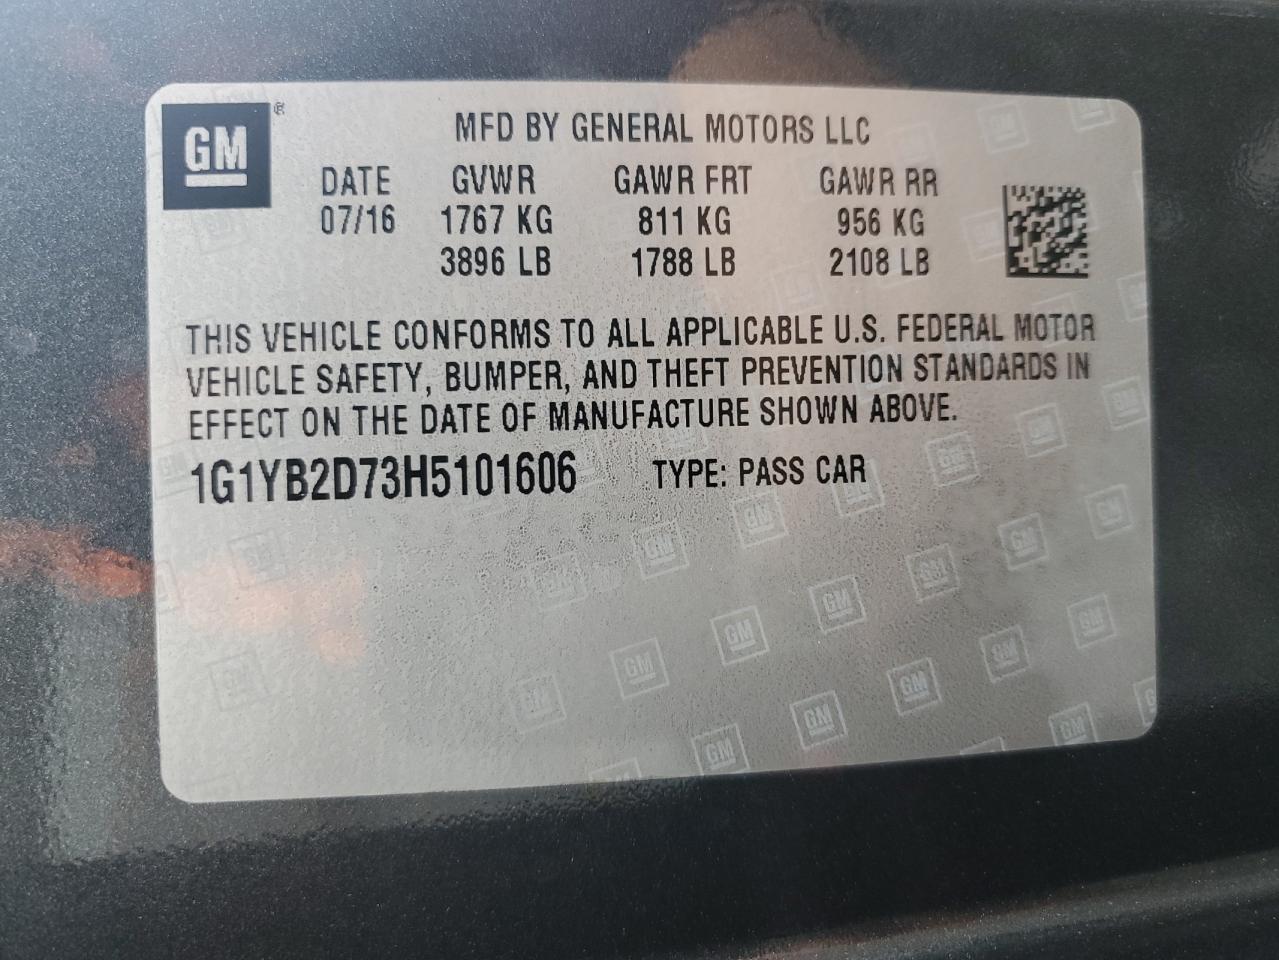 GM ®
MFD BY GENERAL MOTORS LLC
DATE GVWR GAWR FRT GAWR RR
07/16 1767 KG 811 KG 956 KG
3896 LB 1788 LB 2108 LB
THIS VEHICLE CONFORMS TO ALL APPLICABLE U.S. FEDERAL MOTOR
VEHICLE SAFETY, BUMPER, AND THEFT PREVENTION STANDARDS IN
EFFECT ON THE DATE OF MANUFACTURE SHOWN ABOVE.
1G1YB2D73H5101606 TYPE: PASS CAR